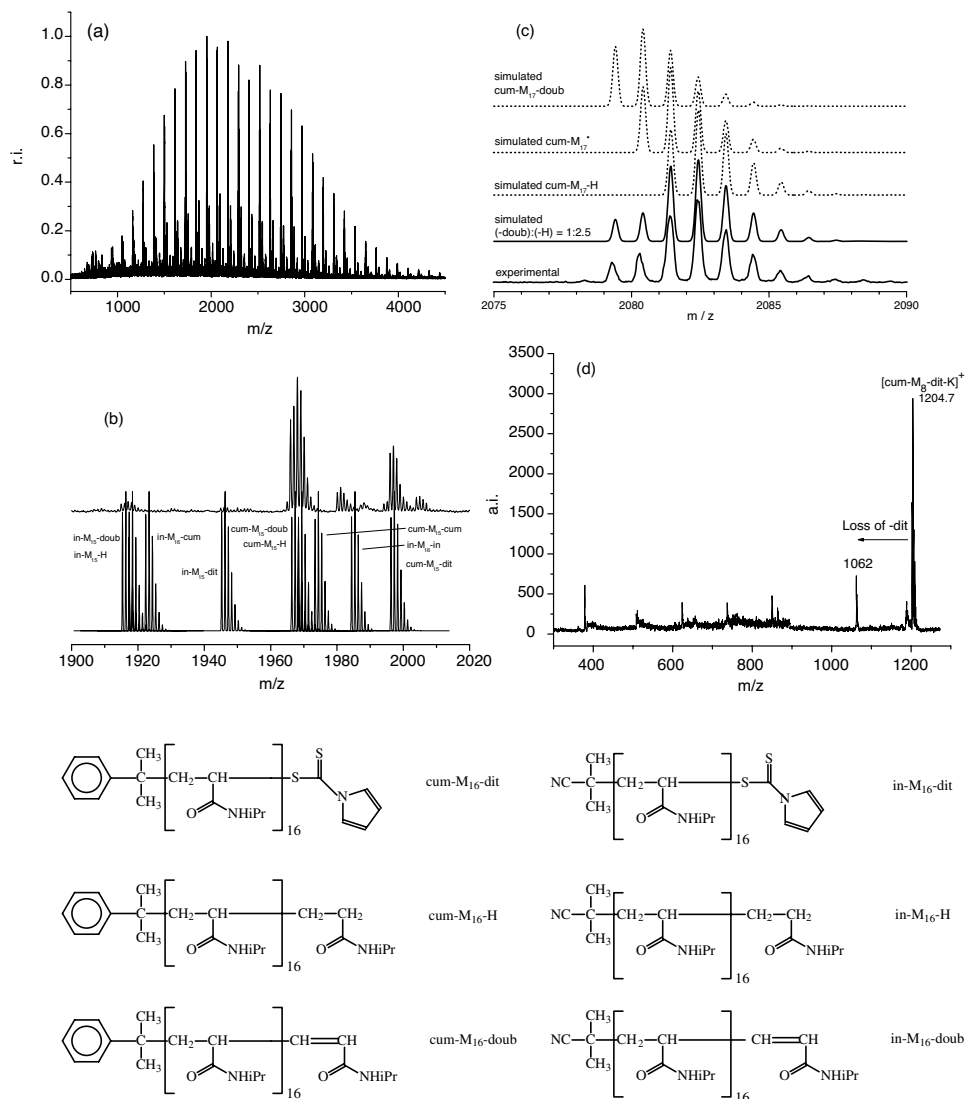 (a)
r.i.
1.0
0.8
0.6
0.4
0.2
0.0
1000 2000 3000 4000
m/z
(c)
simulated
cum-M17-doub
simulated cum-M17•
simulated cum-M17-H
simulated
(-doub):(-H) = 1:2.5
experimental
2075 2080 2085 2090
m / z
(b)
in-M15-doub
in-M15-H
in-M16-cum
in-M15-dit
cum-M15-doub
cum-M15-H
cum-M15-cum
in-M16-in
cum-M15-dit
1900 1920 1940 1960 1980 2000 2020
m/z
(d)
a.i.
3500
3000
2500
2000
1500
1000
500
0
[cum-M8-dit-K]+
1204.7
Loss of -dit
1062
400 600 800 1000 1200
m/z
CH3
C
CH3
CH2
CH
O
NHiPr
16
S
S
N
cum-M16-dit
NC
CH3
C
CH3
CH2
CH
O
NHiPr
16
S
S
N
in-M16-dit
CH3
C
CH3
CH2
CH
O
NHiPr
16
CH2
CH2
O
NHiPr
cum-M16-H
NC
CH3
C
CH3
CH2
CH
O
NHiPr
16
CH2
CH2
O
NHiPr
in-M16-H
CH3
C
CH3
CH2
CH
O
NHiPr
16
CH
CH
O
NHiPr
cum-M16-doub
NC
CH3
C
CH3
CH2
CH
O
NHiPr
16
CH
CH
O
NHiPr
in-M16-doub